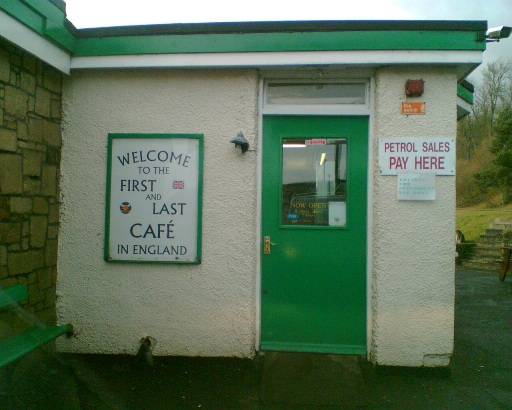 WELCOME
TO THE
FIRST
AND
LAST
CAFÉ
IN ENGLAND
NOW OPEN
PETROL SALES
PAY HERE